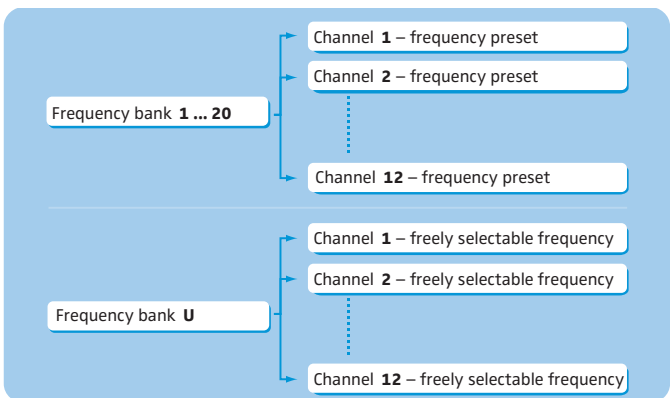 Channel 1 – frequency preset
Channel 2 – frequency preset
Frequency bank 1 ... 20
Channel 12 – frequency preset
Channel 1 – freely selectable frequency
Channel 2 – freely selectable frequency
Frequency bank U
Channel 12 – freely selectable frequency